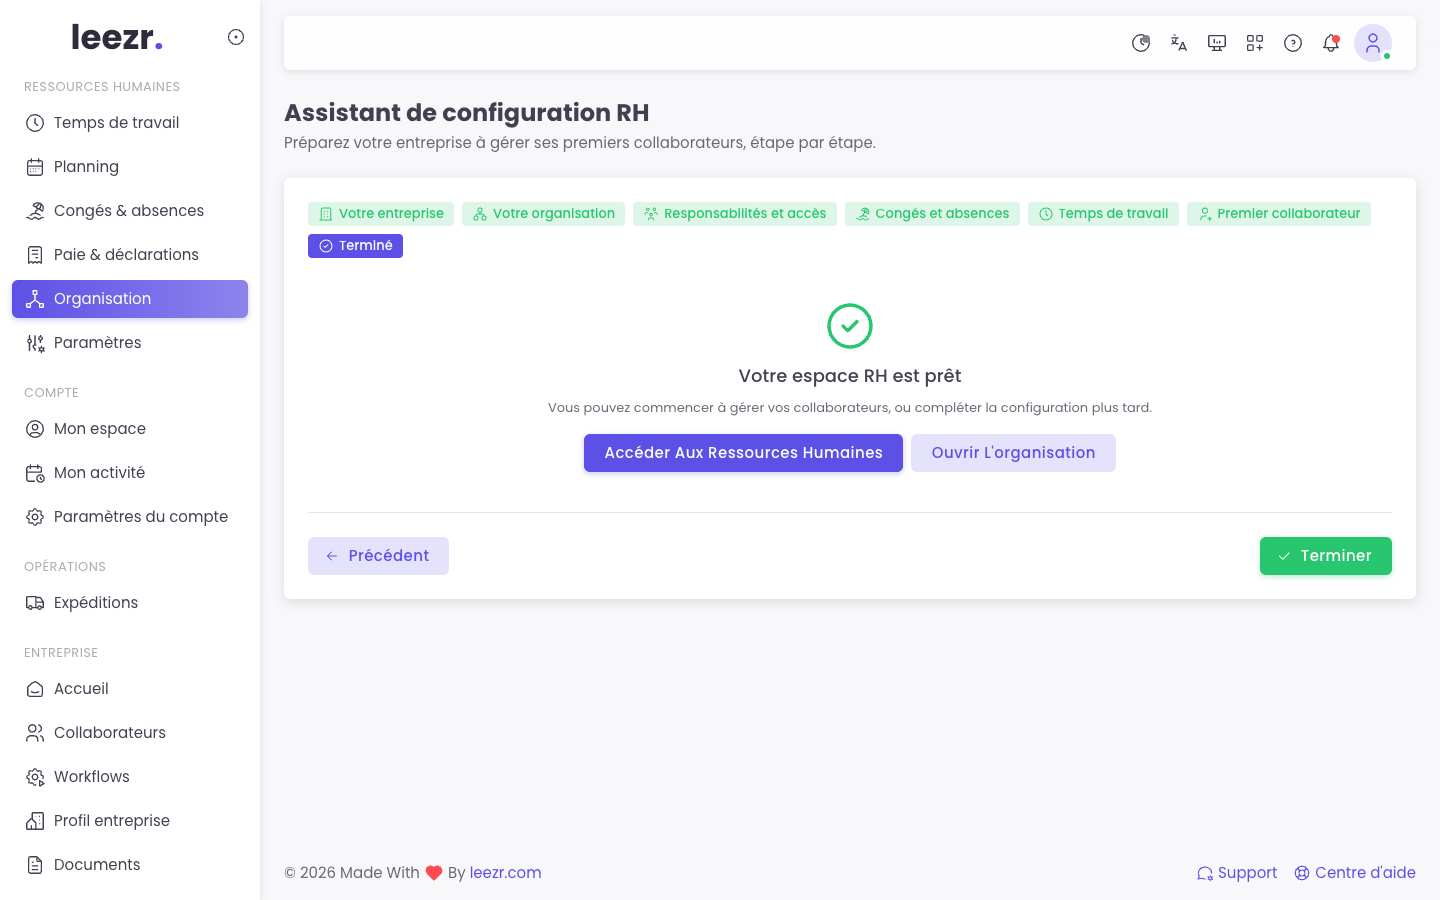 leezr.
RESSOURCES HUMAINES
Temps de travail
Planning
Congés & absences
Paie & déclarations
Organisation
Paramètres
COMPTE
Mon espace
Mon activité
Paramètres du compte
OPÉRATIONS
Expéditions
ENTREPRISE
Accueil
Collaborateurs
Workflows
Profil entreprise
Documents
Assistant de configuration RH
Préparez votre entreprise à gérer ses premiers collaborateurs, étape par étape.
Votre entreprise Votre organisation Responsabilités et accès Congés et absences Temps de travail Premier collaborateur
Terminé
Votre espace RH est prêt
Vous pouvez commencer à gérer vos collaborateurs, ou compléter la configuration plus tard.
Accéder Aux Ressources Humaines Ouvrir L'organisation
Précédent Terminer
© 2026 Made With By leezr.com Support Centre d'aide